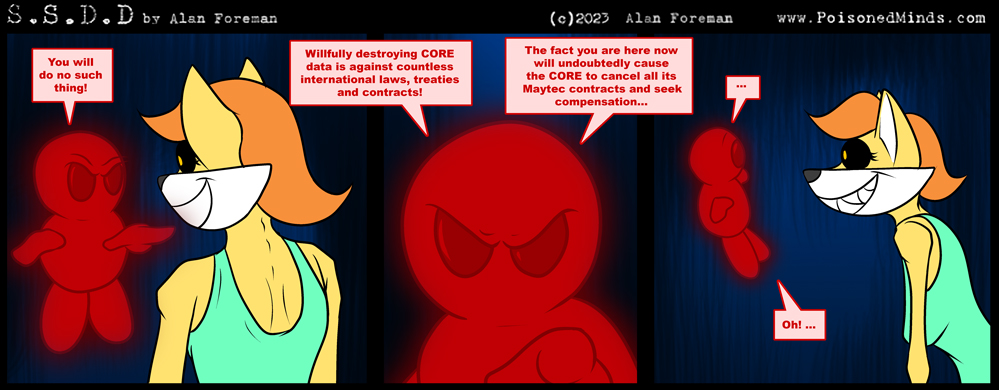 S.S.D.D by Alan Foreman (c)2023 Alan Foreman www.PoisonedMinds.com
You will
do no such
thing!
Willfully destroying CORE
data is against countless
international laws, treaties
and contracts!
The fact you are here now
will undoubtedly cause
the CORE to cancel all its
Maytec contracts and seek
compensation...
...
Oh! ...